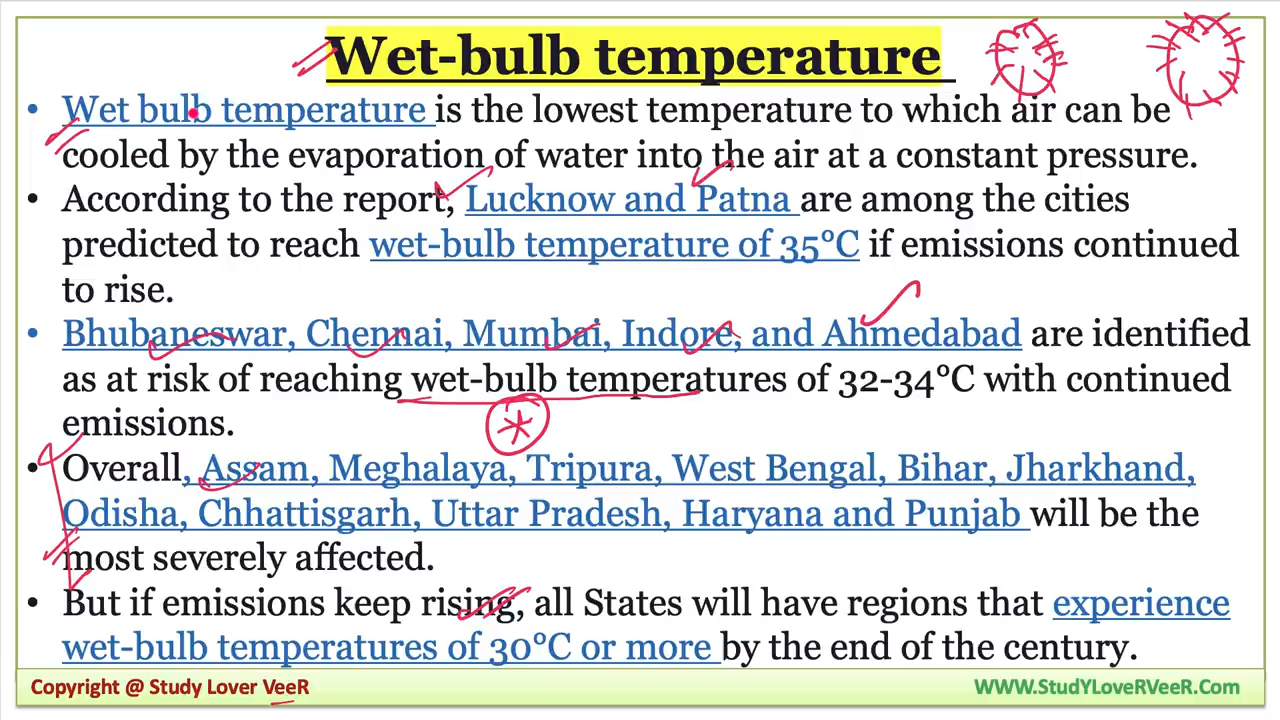 Wet-bulb temperature
• Wet bulb temperature is the lowest temperature to which air can be
cooled by the evaporation of water into the air at a constant pressure.
• According to the report, Lucknow and Patna are among the cities
predicted to reach wet-bulb temperature of 35°C if emissions continued
to rise.
• Bhubaneswar, Chennai, Mumbai, Indore, and Ahmedabad are identified
as at risk of reaching wet-bulb temperatures of 32-34°C with continued
emissions.
• Overall, Assam, Meghalaya, Tripura, West Bengal, Bihar, Jharkhand,
Odisha, Chhattisgarh, Uttar Pradesh, Haryana and Punjab will be the
most severely affected.
• But if emissions keep rising, all States will have regions that experience
wet-bulb temperatures of 30°C or more by the end of the century.
Copyright @ Study Lover VeeR
WWW.StudYLoveRVeeR.Com